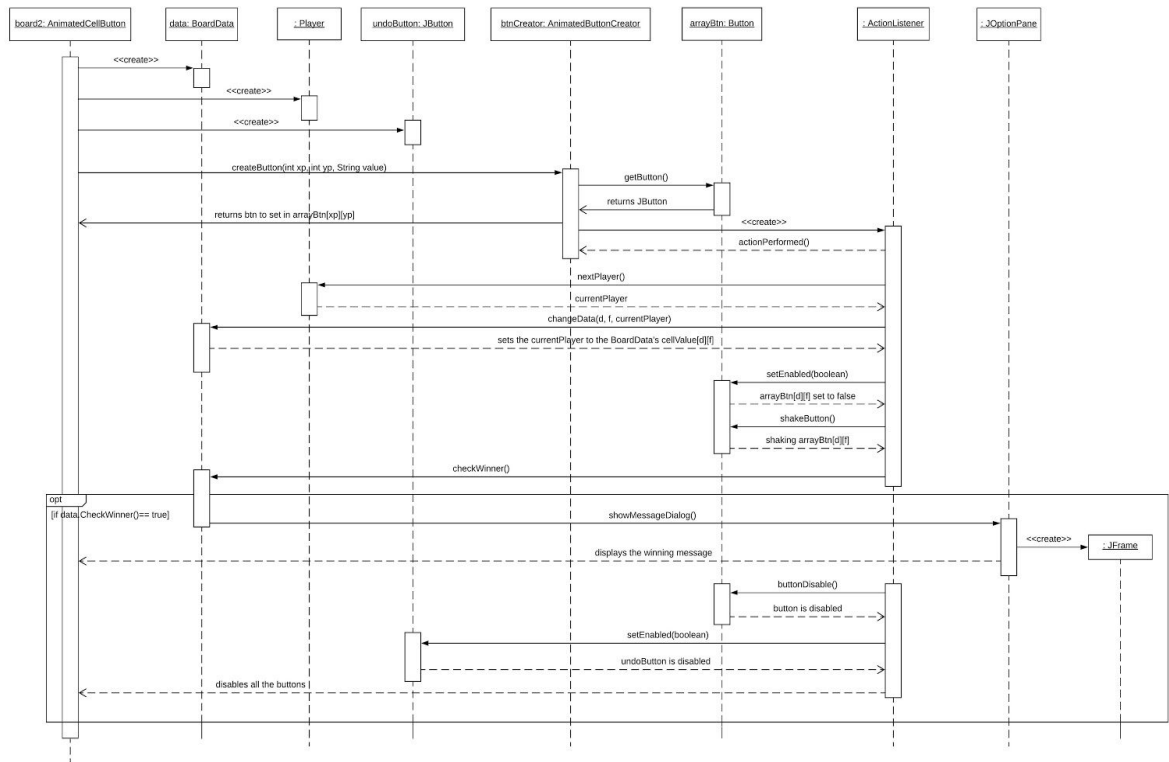 board2: AnimatedCellButton
data: BoardData
: Player
undoButton: JButton
btnCreator: AnimatedButtonCreator
arrayBtn: Button
: ActionListener
: JOptionPane
<<create>>
<<create>>
<<create>>
createButton(int xp, int yp, String value)
getButton()
returns JButton
returns btn to set in arrayBtn[xp][yp]
<<create>>
actionPerformed()
nextPlayer()
currentPlayer
changeData(d, f, currentPlayer)
sets the currentPlayer to the BoardData's cellValue[d][f]
setEnabled(boolean)
arrayBtn[d][f] set to false
shakeButton()
shaking arrayBtn[d][f]
checkWinner()
opt
[if data.CheckWinner()== true]
showMessageDialog()
<<create>>
: JFrame
displays the winning message
buttonDisable()
button is disabled
setEnabled(boolean)
undoButton is disabled
disables all the buttons